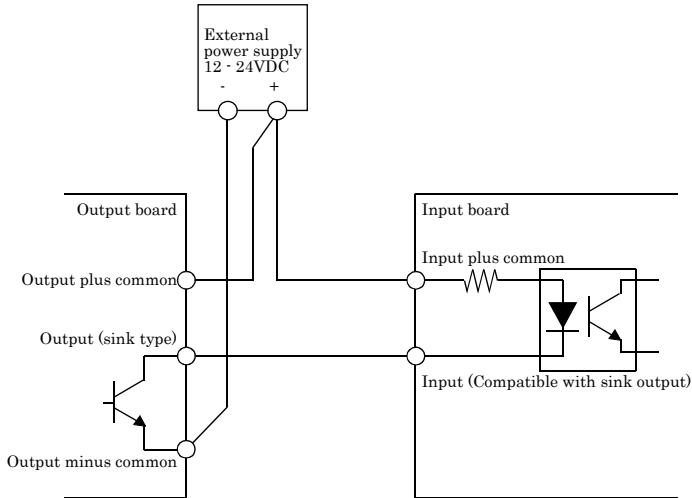 External
power supply
12 - 24VDC
- +
Output board
Input board
Input plus common
Output plus common
Output (sink type)
Input (Compatible with sink output)
Output minus common